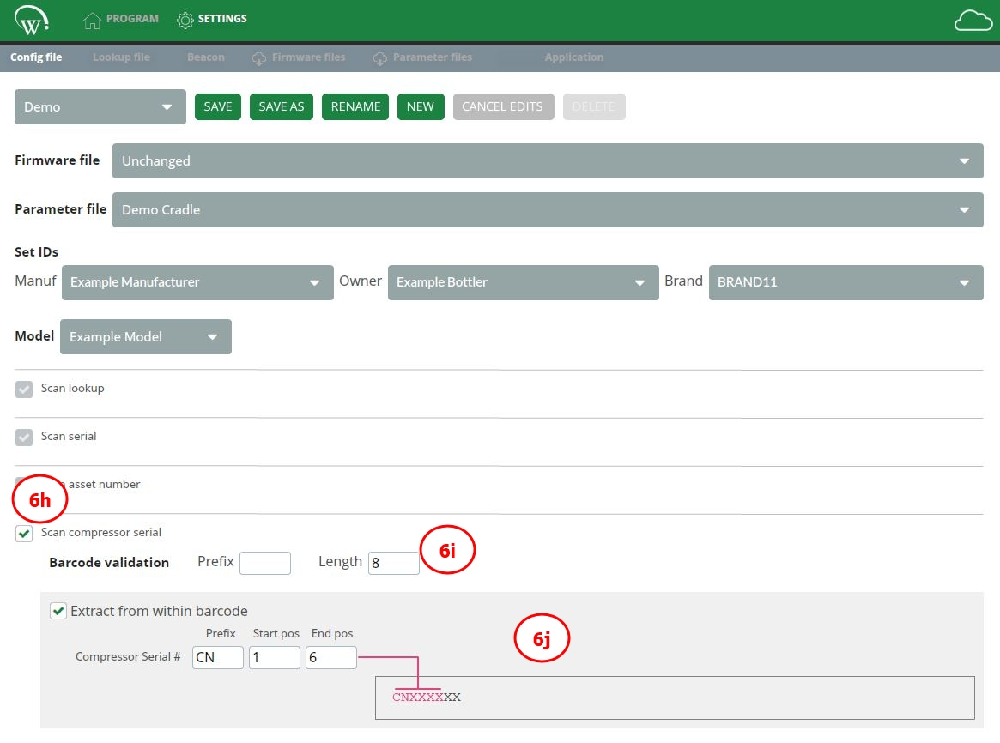 W PROGRAM SETTINGS
Config file Lookup file Beacon Firmware files Parameter files Application
Demo SAVE SAVE AS RENAME NEW CANCEL EDITS DELETE
Firmware file Unchanged
Parameter file Demo Cradle
Set IDs
Manuf Example Manufacturer Owner Example Bottler Brand BRAND11
Model Example Model
Scan lookup
Scan serial
asset number
6h
Scan compressor serial
Barcode validation Prefix Length 8 6i
Extract from within barcode
Prefix Start pos End pos 6j
Compressor Serial # CN 1 6
CNXXXXXX